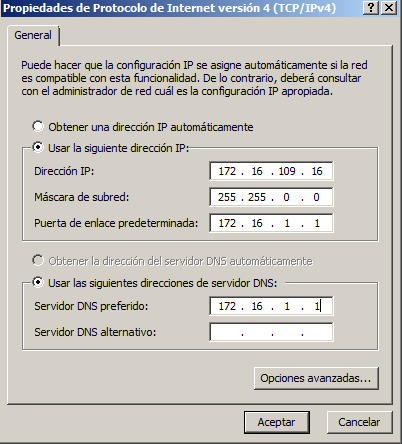 Propiedades de Protocolo de Internet versión 4 (TCP/IPv4)
General
Puede hacer que la configuración IP se asigne automáticamente si la red
es compatible con esta funcionalidad. De lo contrario, deberá consultar
con el administrador de red cuál es la configuración IP apropiada.
Obtener una dirección IP automáticamente
Usar la siguiente dirección IP:
Dirección IP: 172 . 16 . 109 . 16
Máscara de subred: 255 . 255 . 0 . 0
Puerta de enlace predeterminada: 172 . 16 . 1 . 1
Obtener la dirección del servidor DNS automáticamente
Usar las siguientes direcciones de servidor DNS:
Servidor DNS preferido: 172 . 16 . 1 . 1
Servidor DNS alternativo: . . .
Opciones avanzadas...
Aceptar Cancelar